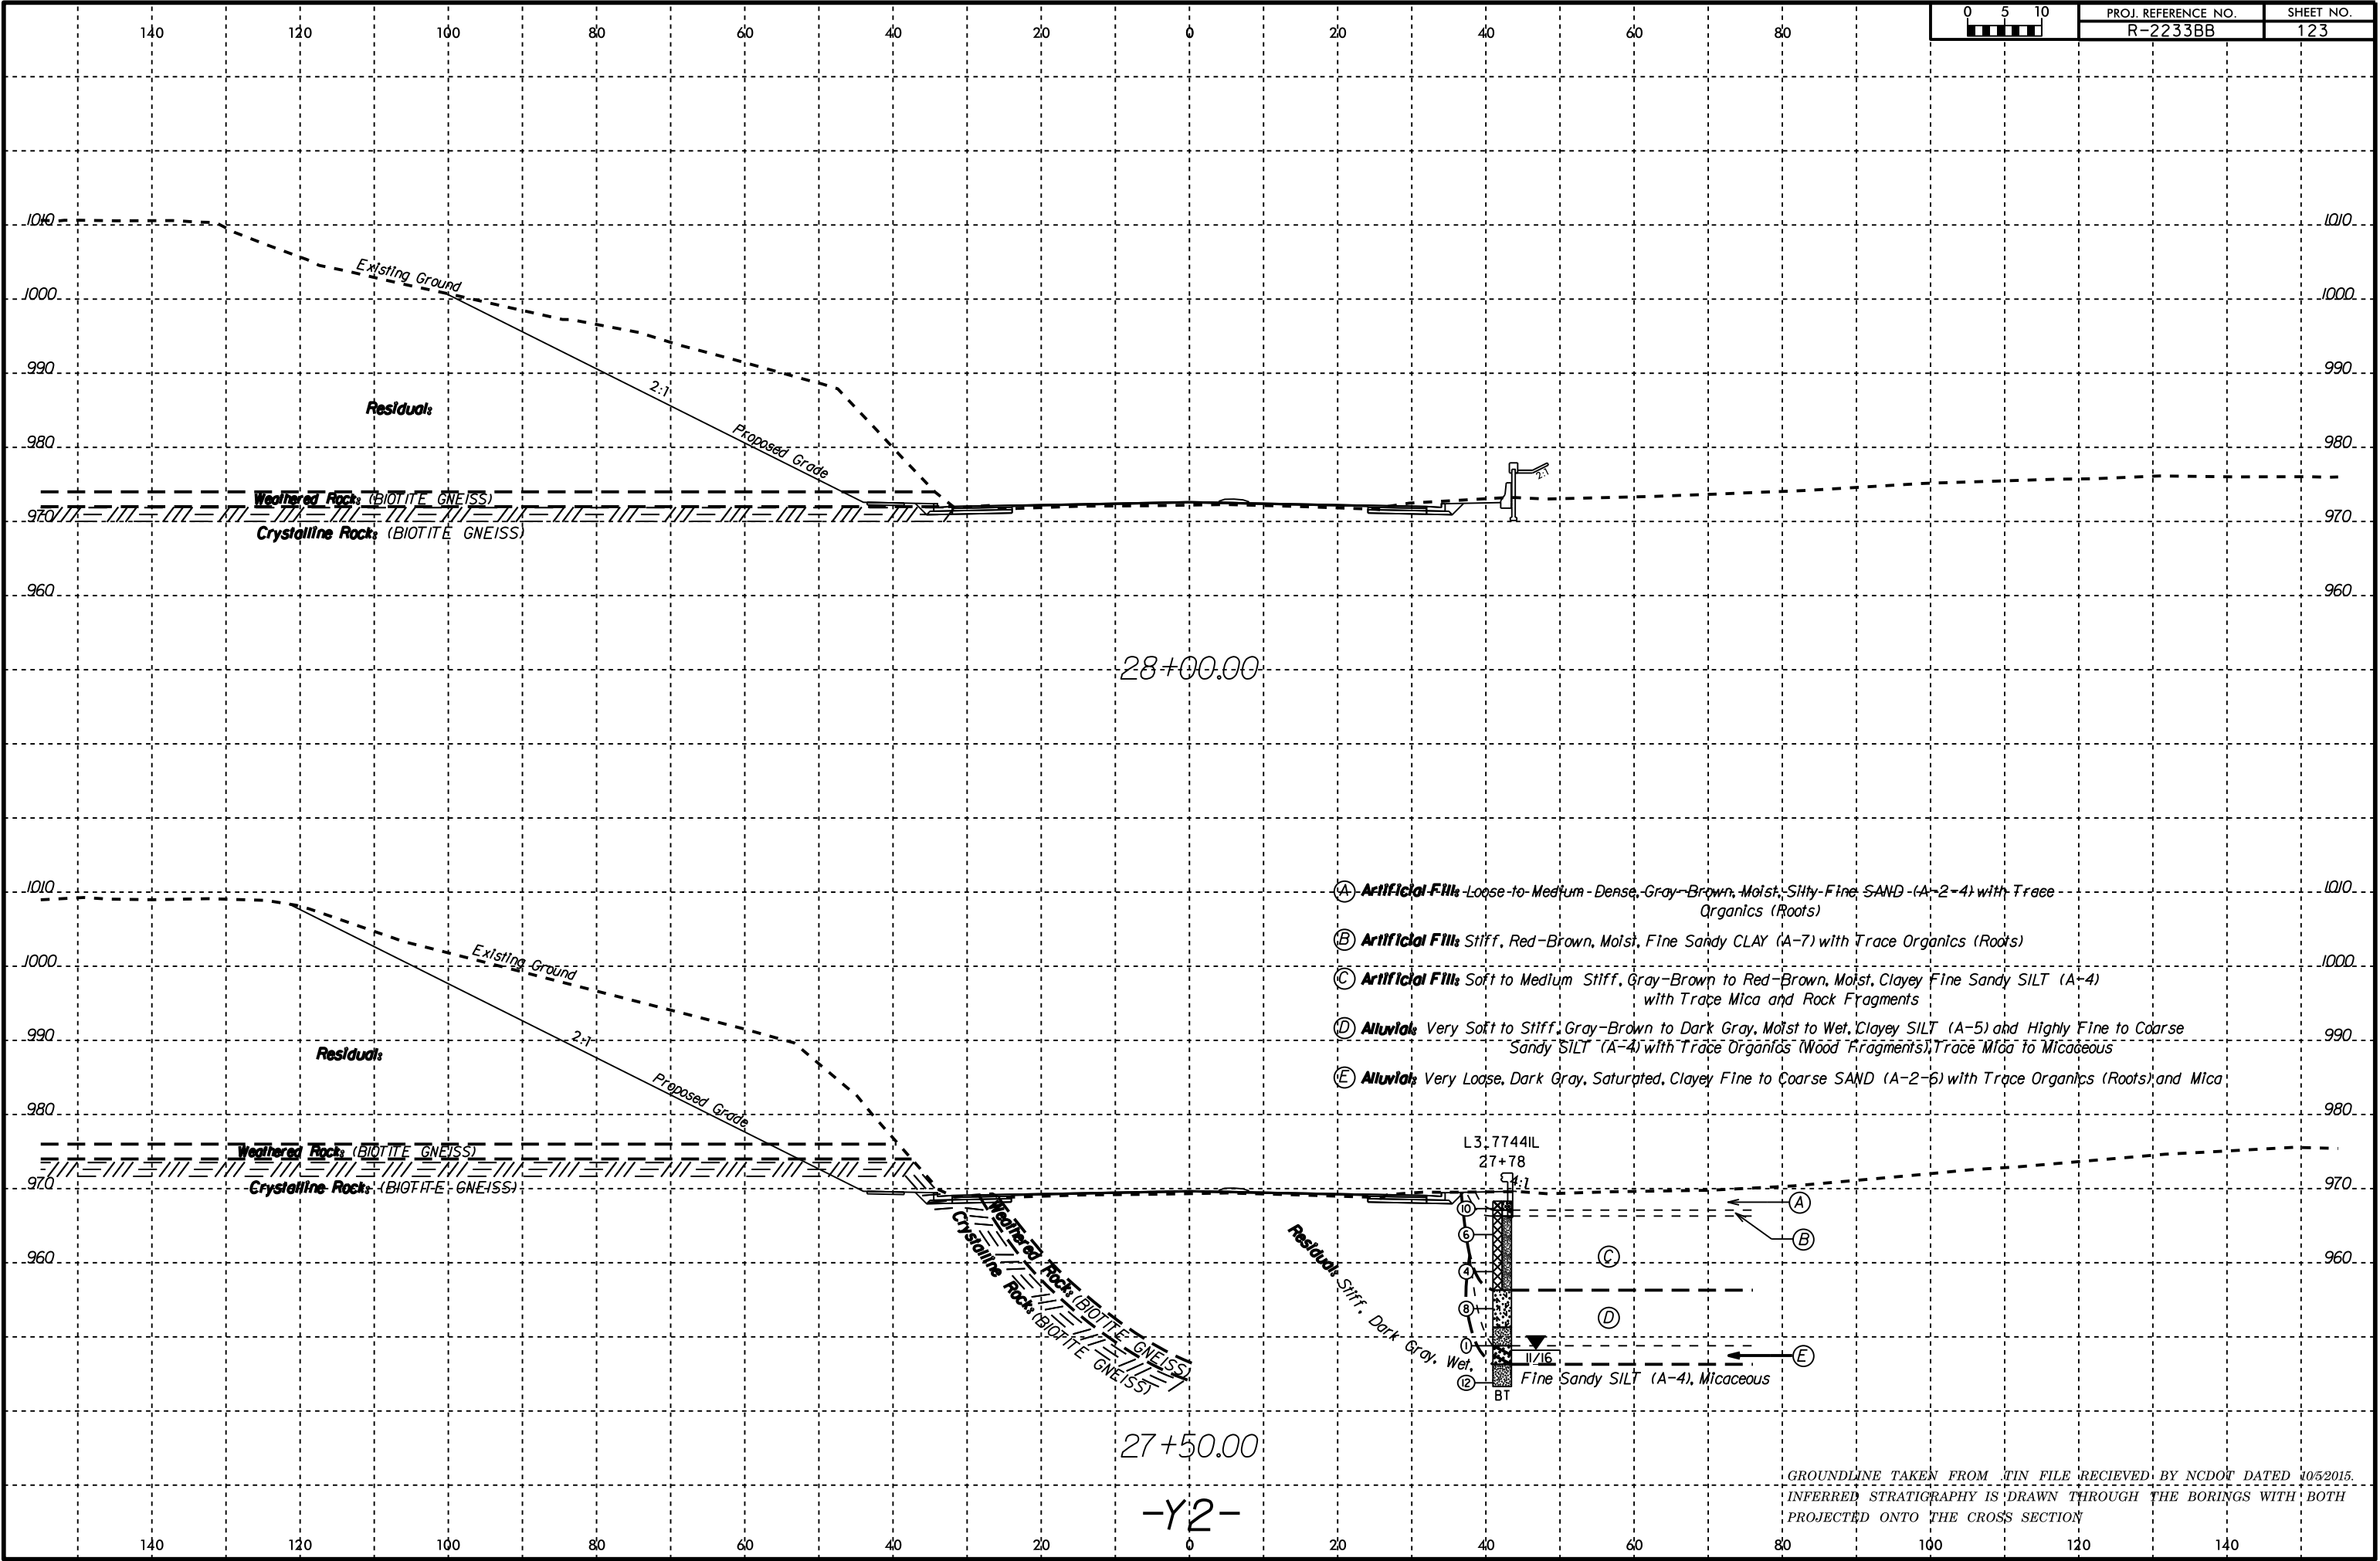 0 5 10
PROJ. REFERENCE NO. SHEET NO.
R-2233BB 123
140 120 100 80 60 40 20 0 20 40 60 80
1010 1010
Existing Ground
1000 1000
990 990
2:1
Residual:
Proposed Grade
980 980
2:1
Weathered Rock: (BIOTITE GNEISS)
970 970
Crystalline Rock: (BIOTITE GNEISS)
960 960
28+00.00
1010 1010
Ⓐ Artificial Fill: Loose to Medium Dense, Gray-Brown, Moist, Silty Fine SAND (A-2-4) with Trace
Organics (Roots)
Ⓑ Artificial Fill: Stiff, Red-Brown, Moist, Fine Sandy CLAY (A-7) with Trace Organics (Roots)
Existing Ground
1000 1000
Ⓒ Artificial Fill: Soft to Medium Stiff, Gray-Brown to Red-Brown, Moist, Clayey Fine Sandy SILT (A-4)
with Trace Mica and Rock Fragments
Ⓓ Alluvial: Very Soft to Stiff, Gray-Brown to Dark Gray, Moist to Wet, Clayey SILT (A-5) and Highly Fine to Coarse
990 990
2:1
Sandy SILT (A-4) with Trace Organics (Wood Fragments), Trace Mica to Micaceous
Residual:
Ⓔ Alluvial: Very Loose, Dark Gray, Saturated, Clayey Fine to Coarse SAND (A-2-6) with Trace Organics (Roots) and Mica
Proposed Grade
980 980
L3_7744IL
27+78
Weathered Rock: (BIOTITE GNEISS)
970 970
4:1
Crystalline Rock: (BIOTITE GNEISS)
Ⓐ
10
6
Ⓑ
960 960
Ⓒ
4
Weathered Rock: (BIOTITE GNEISS)
Crystalline Rock: (BIOTITE GNEISS)
8
Ⓓ
1
11/16
Ⓔ
Residual: Stiff, Dark Gray, Wet,
Fine Sandy SILT (A-4), Micaceous
12
BT
27+50.00
GROUNDLINE TAKEN FROM .TIN FILE RECIEVED BY NCDOT DATED 10/5/2015.
INFERRED STRATIGRAPHY IS DRAWN THROUGH THE BORINGS WITH BOTH
PROJECTED ONTO THE CROSS SECTION
-Y2-
140 120 100 80 60 40 20 0 20 40 60 80 100 120 140